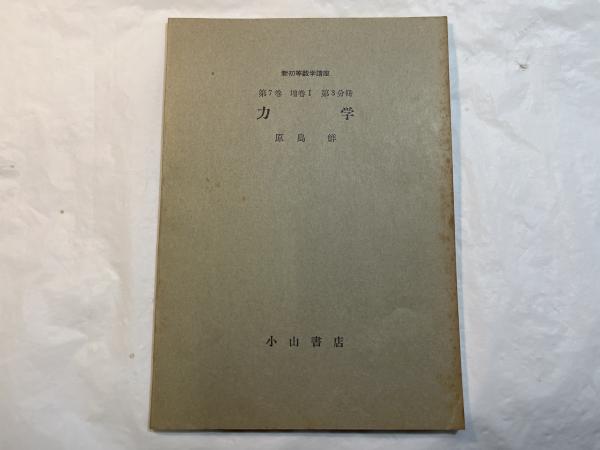 新初等数学講座
第7巻 増巻I 第3分冊
力 学
原 島 鮮
小山書店